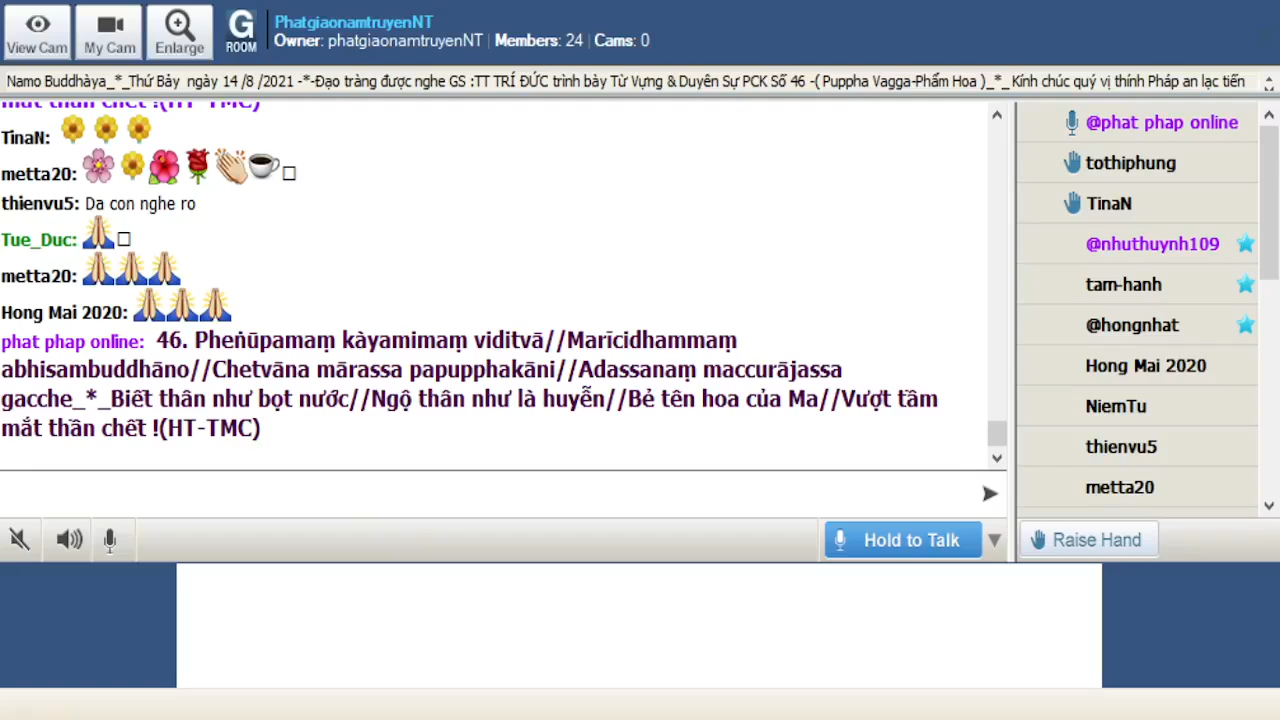 View Cam
My Cam
Enlarge
G
ROOM
PhatgiaonamtruyenNT
Owner: phatgiaonamtruyenNT | Members: 24 | Cams: 0
Namo Buddhàya_*_Thứ Bảy ngày 14 /8 /2021 -*-Đạo tràng được nghe GS :TT TRÍ ĐỨC trình bày Từ Vựng & Duyên Sự PCK Số 46 -( Puppha Vagga-Phẩm Hoa )_*_ Kính chúc quý vị thính Pháp an lạc tiến
mắt thần chết !(HT-TMC)
TinaN:
metta20:
thienvu5: Da con nghe ro
Tue_Duc:
metta20:
Hong Mai 2020:
phat phap online: 46. Pheṅūpamaṃ kàyamimaṃ viditvā//Marīcidhammaṃ
abhisambuddhāno//Chetvāna mārassa papupphakāni//Adassanaṃ maccurājassa
gacche_*_Biết thân như bọt nước//Ngộ thân như là huyễn//Bẻ tên hoa của Ma//Vượt tầm
mắt thần chết !(HT-TMC)
@phat phap online
tothiphung
TinaN
@nhuthuynh109
tam-hanh
@hongnhat
Hong Mai 2020
NiemTu
thienvu5
metta20
Hold to Talk
Raise Hand